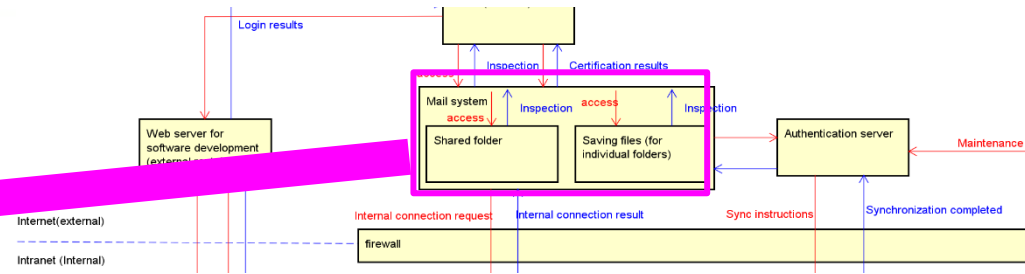 Login results
Inspection
Certification results
access
Mail system
Inspection
access
Inspection
access
Web server for
software development
(external
Shared folder
Saving files (for
individual folders)
Authentication server
Maintenance
Internal connection request
Internal connection result
Sync instructions
Synchronization completed
Internet(external)
firewall
Intranet (Internal)